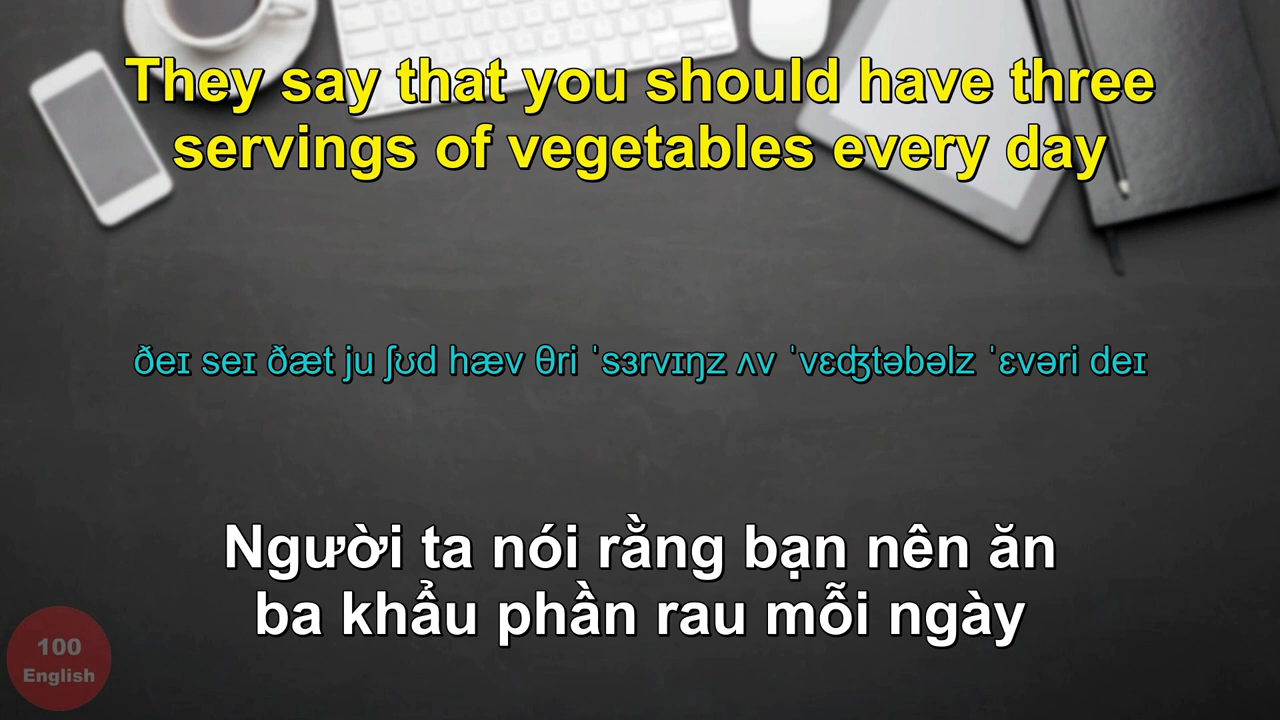 They say that you should have three
servings of vegetables every day
ðeɪ seɪ ðæt ju ʃʊd hæv θri ˈsɜrvɪŋz ʌv ˈvɛʤtəbəlz ˈɛvəri deɪ
Người ta nói rằng bạn nên ăn
ba khẩu phần rau mỗi ngày
100
English